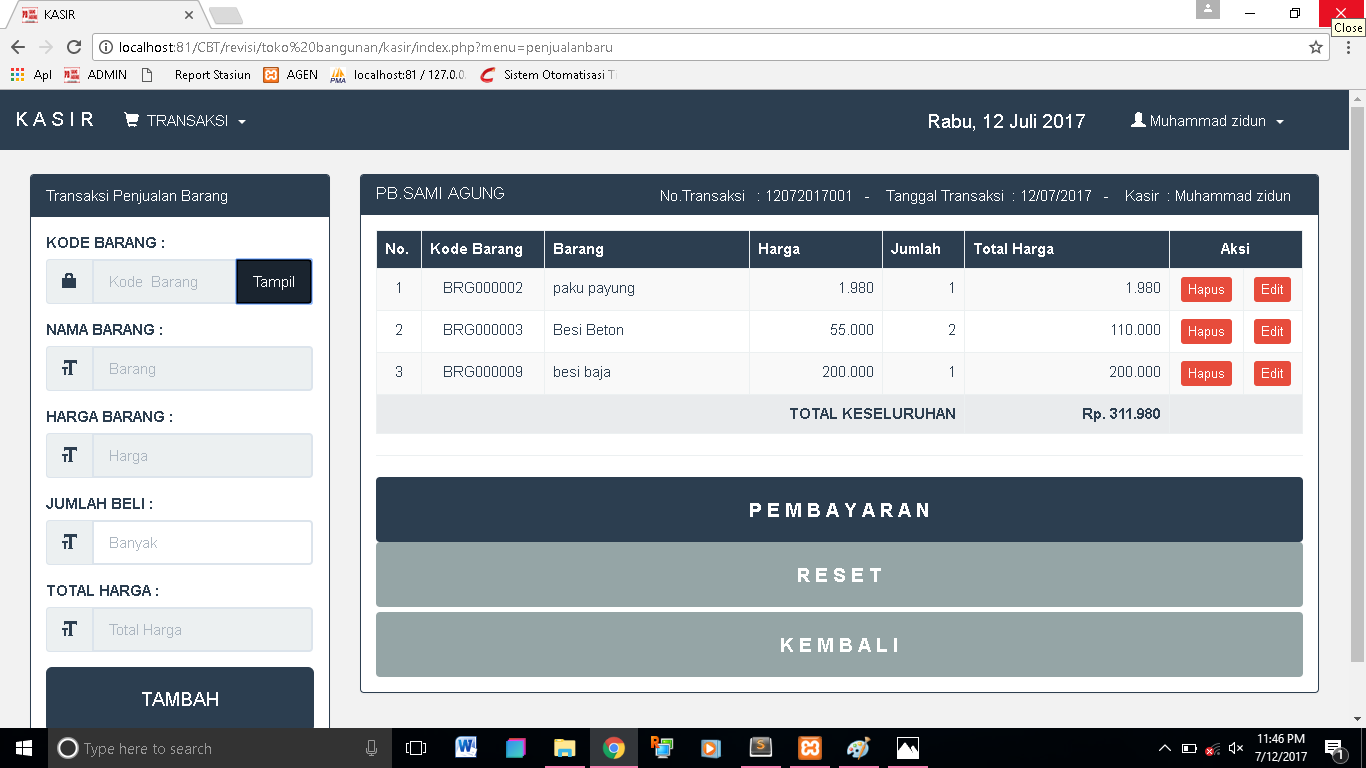 KASIR
Close
localhost:81/CBT/revisi/toko%20bangunan/kasir/index.php?menu=penjualanbaru
Apl ADMIN Report Stasiun AGEN localhost:81 / 127.0.0. Sistem Otomatisasi Ti
PMA
KASIR TRANSAKSI Rabu, 12 Juli 2017 Muhammad zidun
Transaksi Penjualan Barang
KODE BARANG :
Kode Barang Tampil
NAMA BARANG :
Barang
HARGA BARANG :
Harga
JUMLAH BELI :
Banyak
TOTAL HARGA :
Total Harga
TAMBAH
PB.SAMI AGUNG No.Transaksi : 12072017001 - Tanggal Transaksi : 12/07/2017 - Kasir : Muhammad zidun
No. Kode Barang Barang Harga Jumlah Total Harga Aksi
1 BRG000002 paku payung 1.980 1 1.980 Hapus Edit
2 BRG000003 Besi Beton 55.000 2 110.000 Hapus Edit
3 BRG000009 besi baja 200.000 1 200.000 Hapus Edit
TOTAL KESELURUHAN Rp. 311.980
PEMBAYARAN
RESET
KEMBALI
Type here to search
11:46 PM
7/12/2017
1